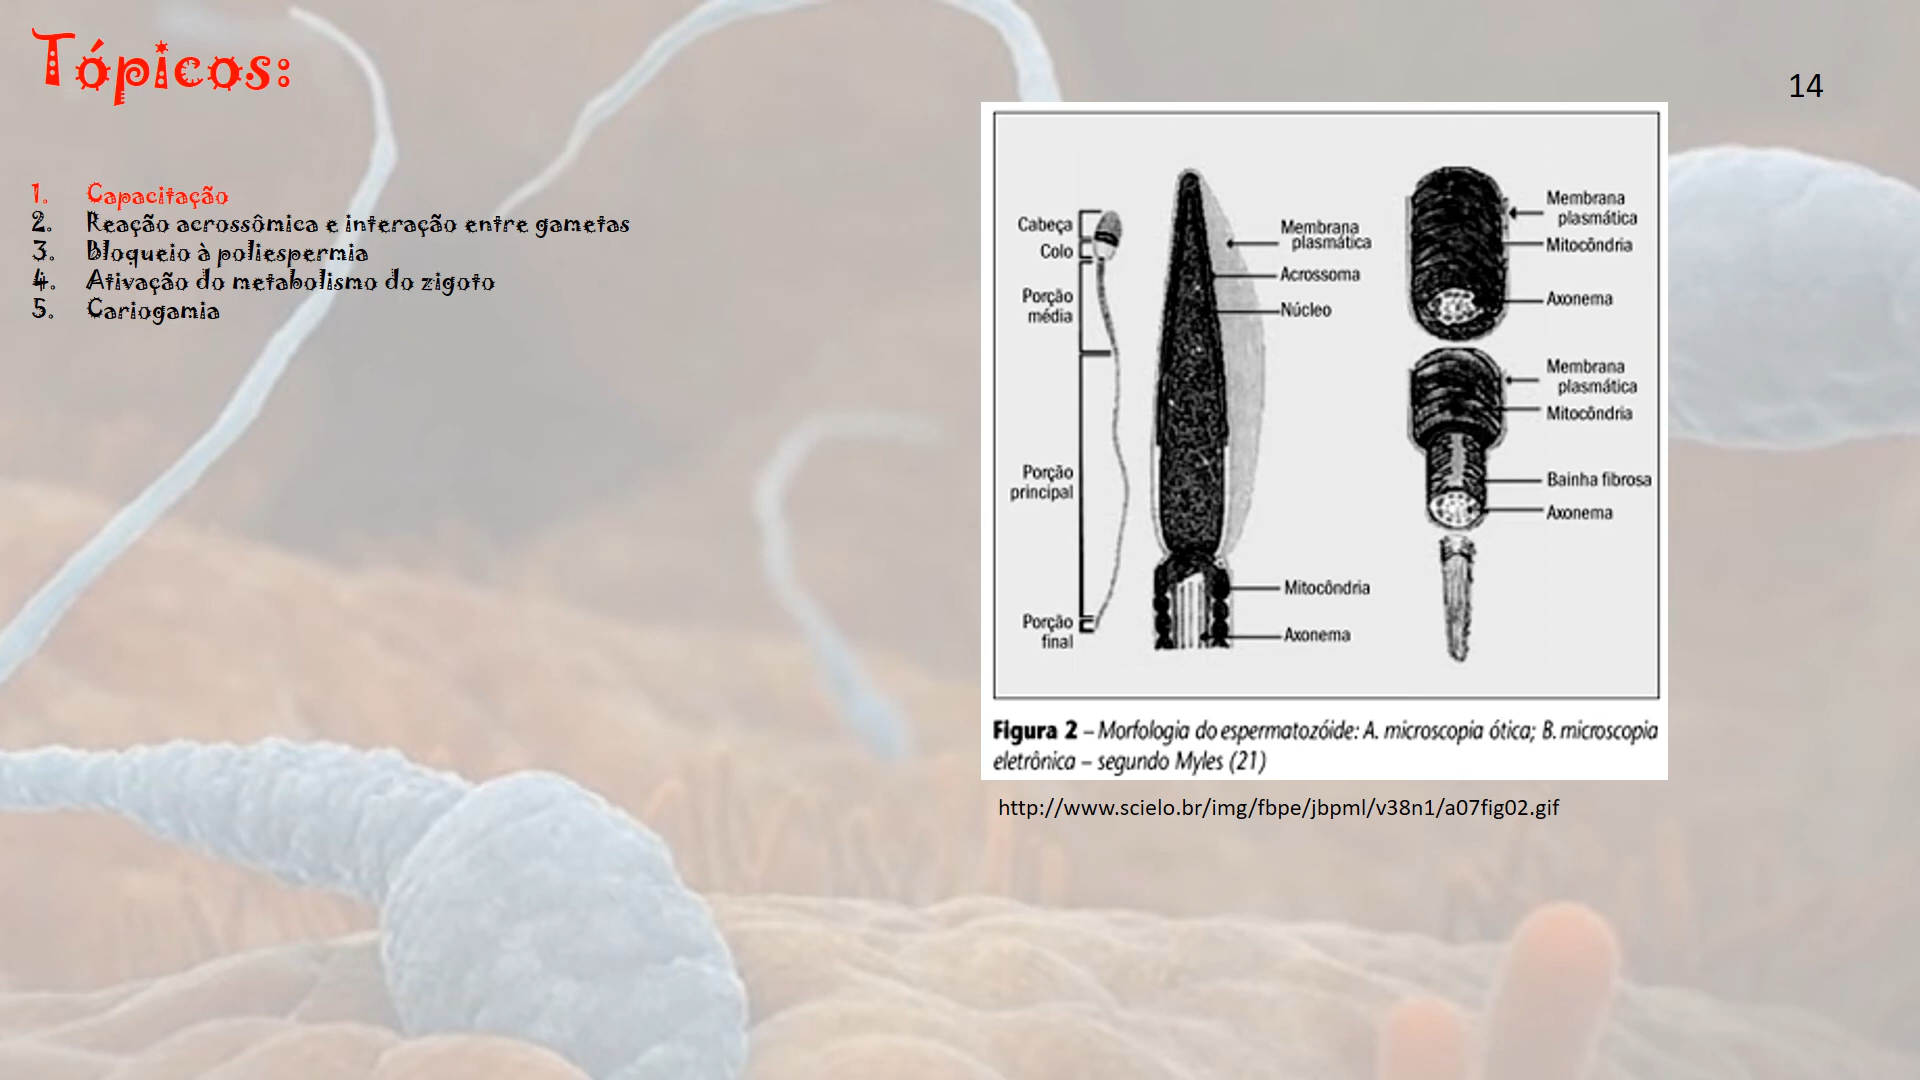 Tópicos:
14
1. Capacitação
2. Reação acrossômica e interação entre gametas
3. Bloqueio à poliespermia
4. Ativação do metabolismo do zigoto
5. Cariogamia
Cabeça
Colo
Porção
média
Porção
principal
Porção
final
Membrana
plasmática
Acrossoma
Núcleo
Mitocôndria
Axonema
Membrana
plasmática
Mitocôndria
Axonema
Membrana
plasmática
Mitocôndria
Bainha fibrosa
Axonema
Figura 2 – Morfologia do espermatozóide: A. microscopia ótica; B. microscopia
eletrônica – segundo Myles (21)
http://www.scielo.br/img/fbpe/jbpml/v38n1/a07fig02.gif